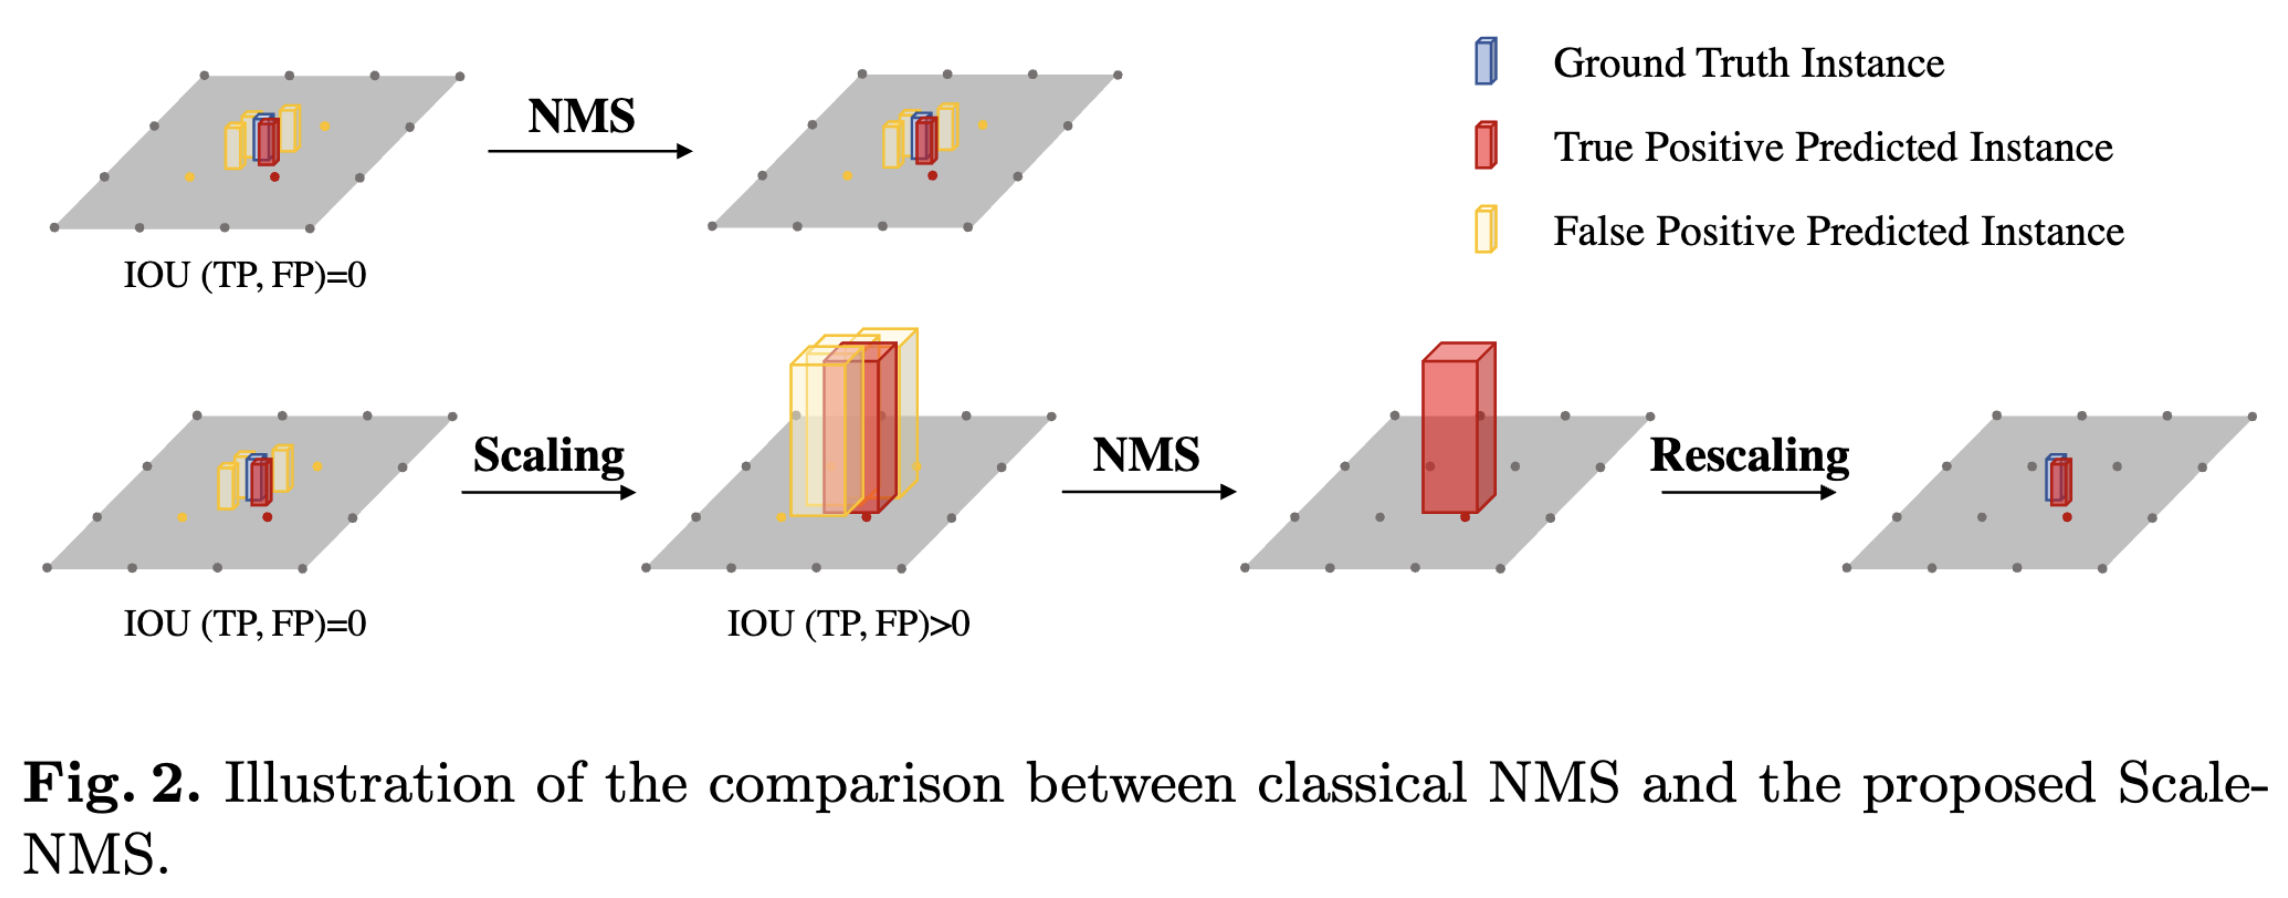 NMS
Ground Truth Instance
True Positive Predicted Instance
False Positive Predicted Instance
IOU (TP, FP)=0
Scaling
NMS
Rescaling
IOU (TP, FP)=0
IOU (TP, FP)>0
Fig. 2. Illustration of the comparison between classical NMS and the proposed Scale-
NMS.